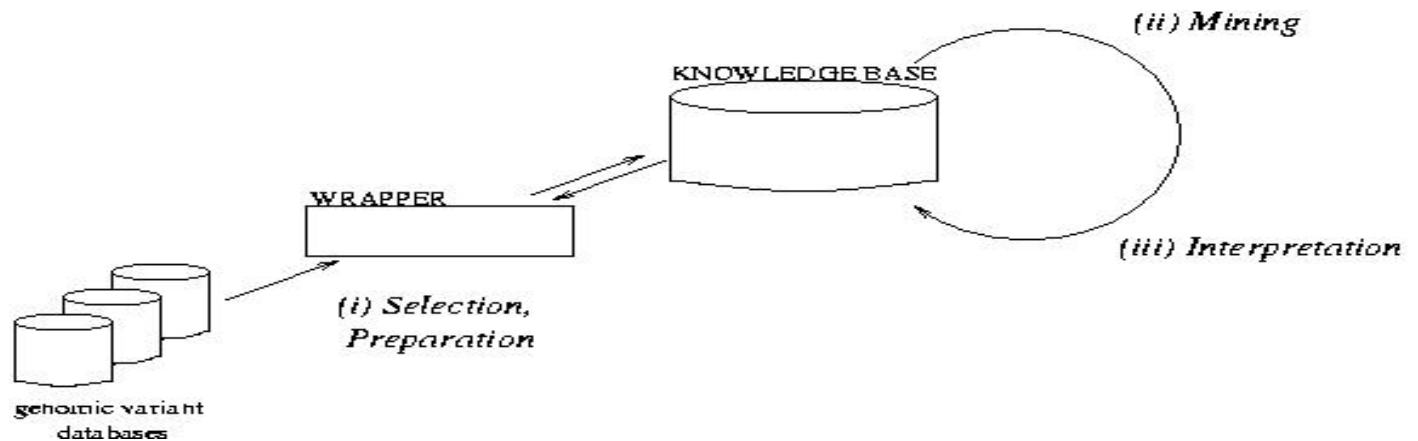 (ii) Mining
KNOWLEDGE BASE
WRAPPER
(iii) Interpretation
(i) Selection,
Preparation
genomic variant
databases